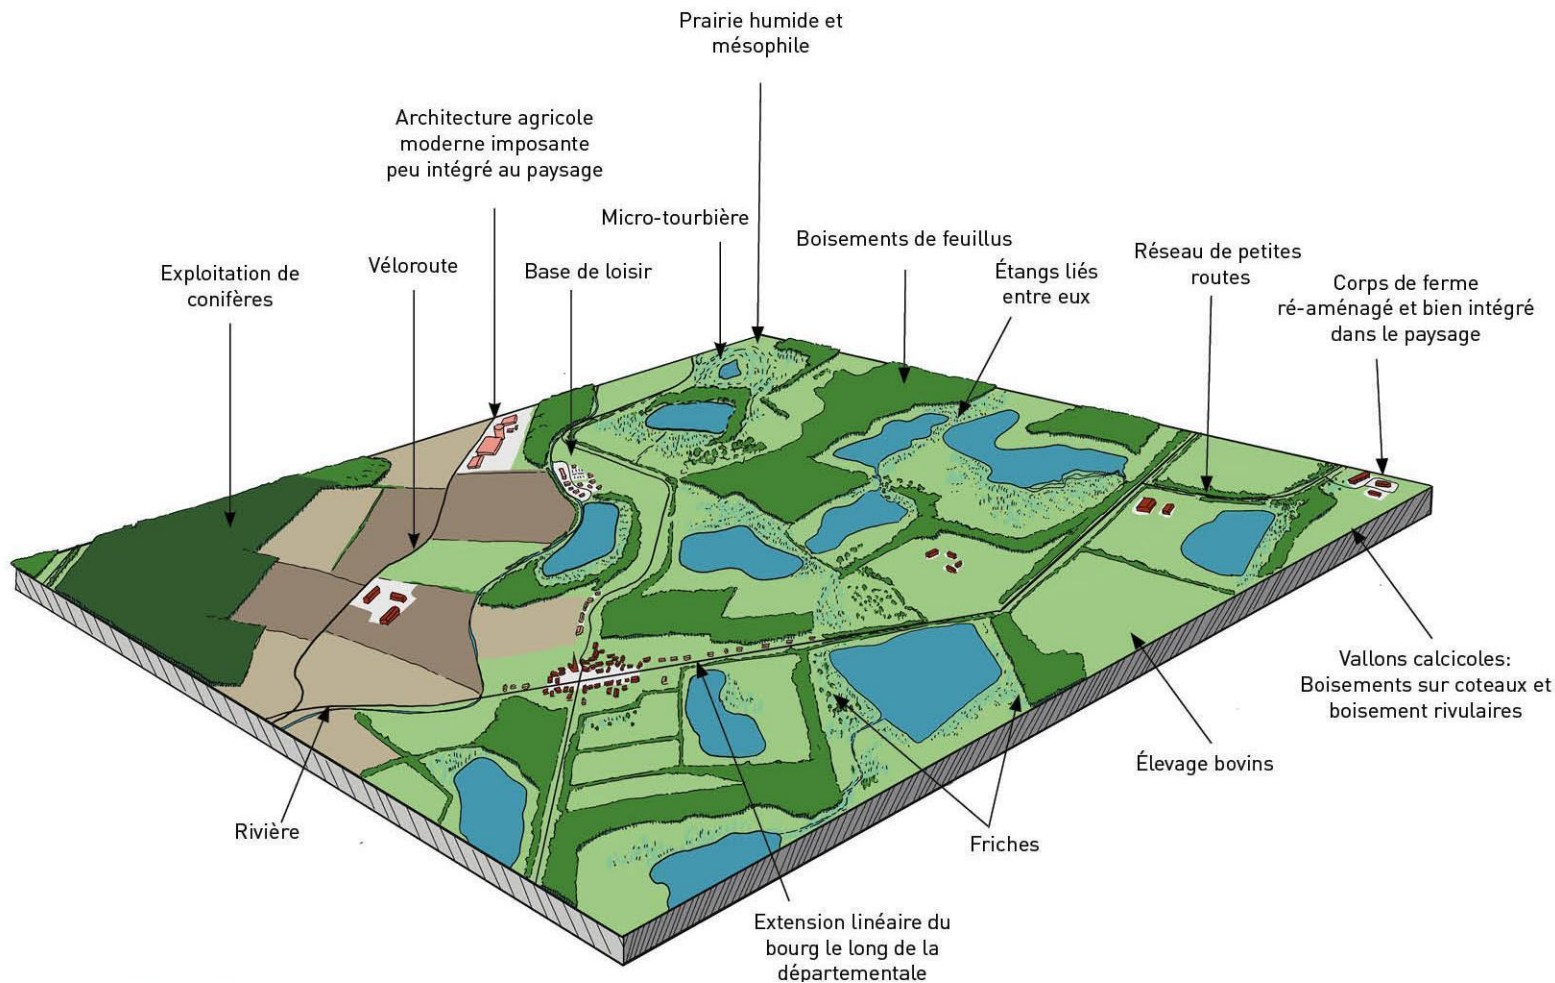 Prairie humide et
mésophile
Architecture agricole
moderne imposante
peu intégré au paysage
Micro-tourbière
Boisements de feuillus
Étangs liés
entre eux
Réseau de petites
routes
Corps de ferme
ré-aménagé et bien intégré
dans le paysage
Exploitation de
conifères
Véloroute
Base de loisir
Vallons calcicoles:
Boisements sur coteaux et
boisement rivulaires
Élevage bovins
Friches
Rivière
Extension linéaire du
bourg le long de la
départementale